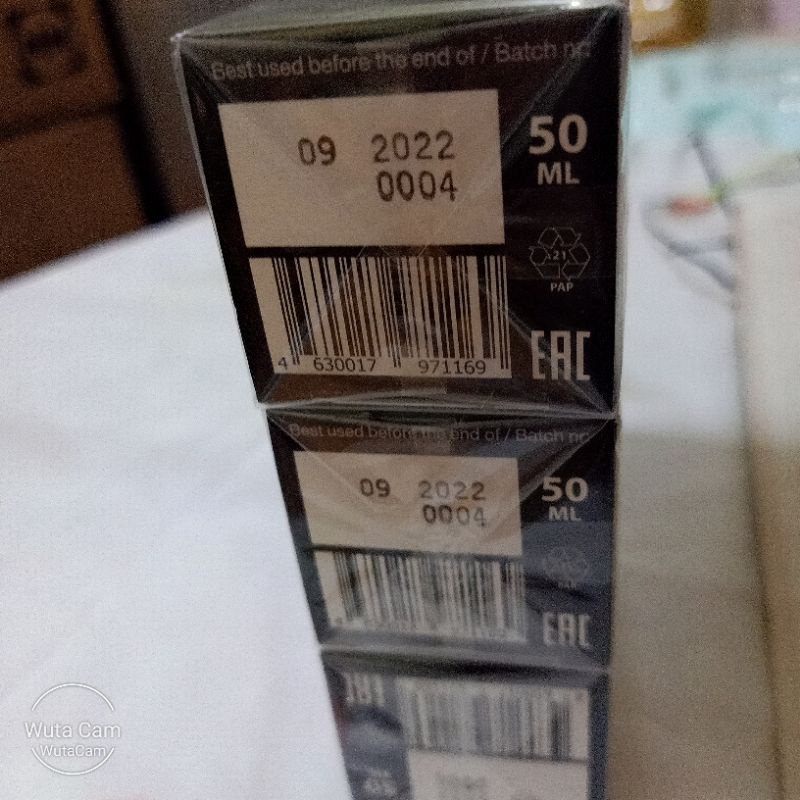 Best used before the end of / Batch no
09 2022
0004
50
ML
21
PAP
4 630017 971169
EAC
Best used before the end of / Batch no
09 2022
0004
50
ML
EAC
Wuta Cam
WutaCam